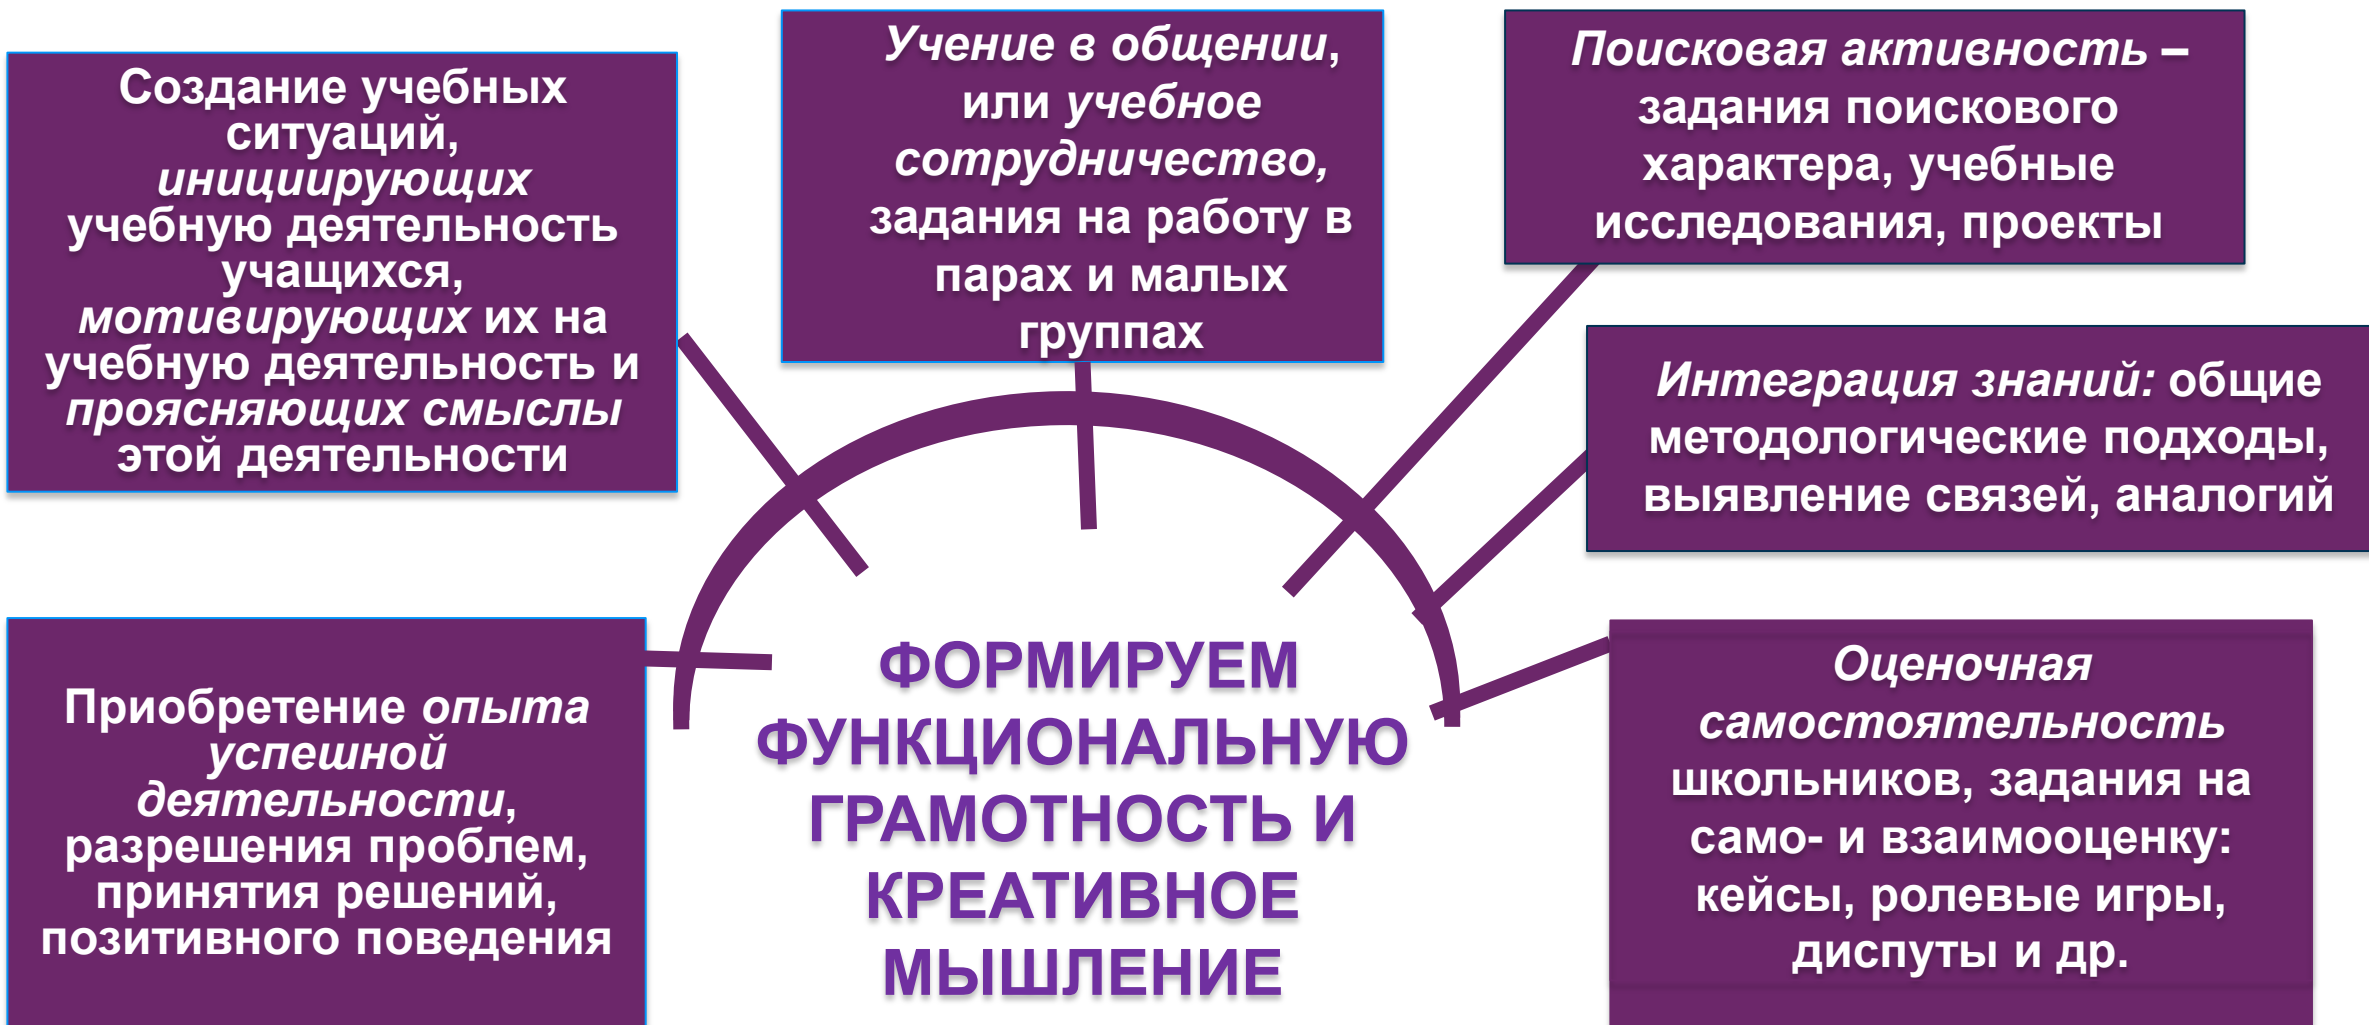 Создание учебных
ситуаций,
инициирующих
учебную деятельность
учащихся,
мотивирующих их на
учебную деятельность и
проясняющих смыслы
этой деятельности
Учение в общении,
или учебное
сотрудничество,
задания на работу в
парах и малых
группах
Поисковая активность –
задания поискового
характера, учебные
исследования, проекты
Интеграция знаний: общие
методологические подходы,
выявление связей, аналогий
Приобретение опыта
успешной
деятельности,
разрешения проблем,
принятия решений,
позитивного поведения
ФОРМИРУЕМ
ФУНКЦИОНАЛЬНУЮ
ГРАМОТНОСТЬ И
КРЕАТИВНОЕ
МЫШЛЕНИЕ
Оценочная
самостоятельность
школьников, задания на
само- и взаимооценку:
кейсы, ролевые игры,
диспуты и др.